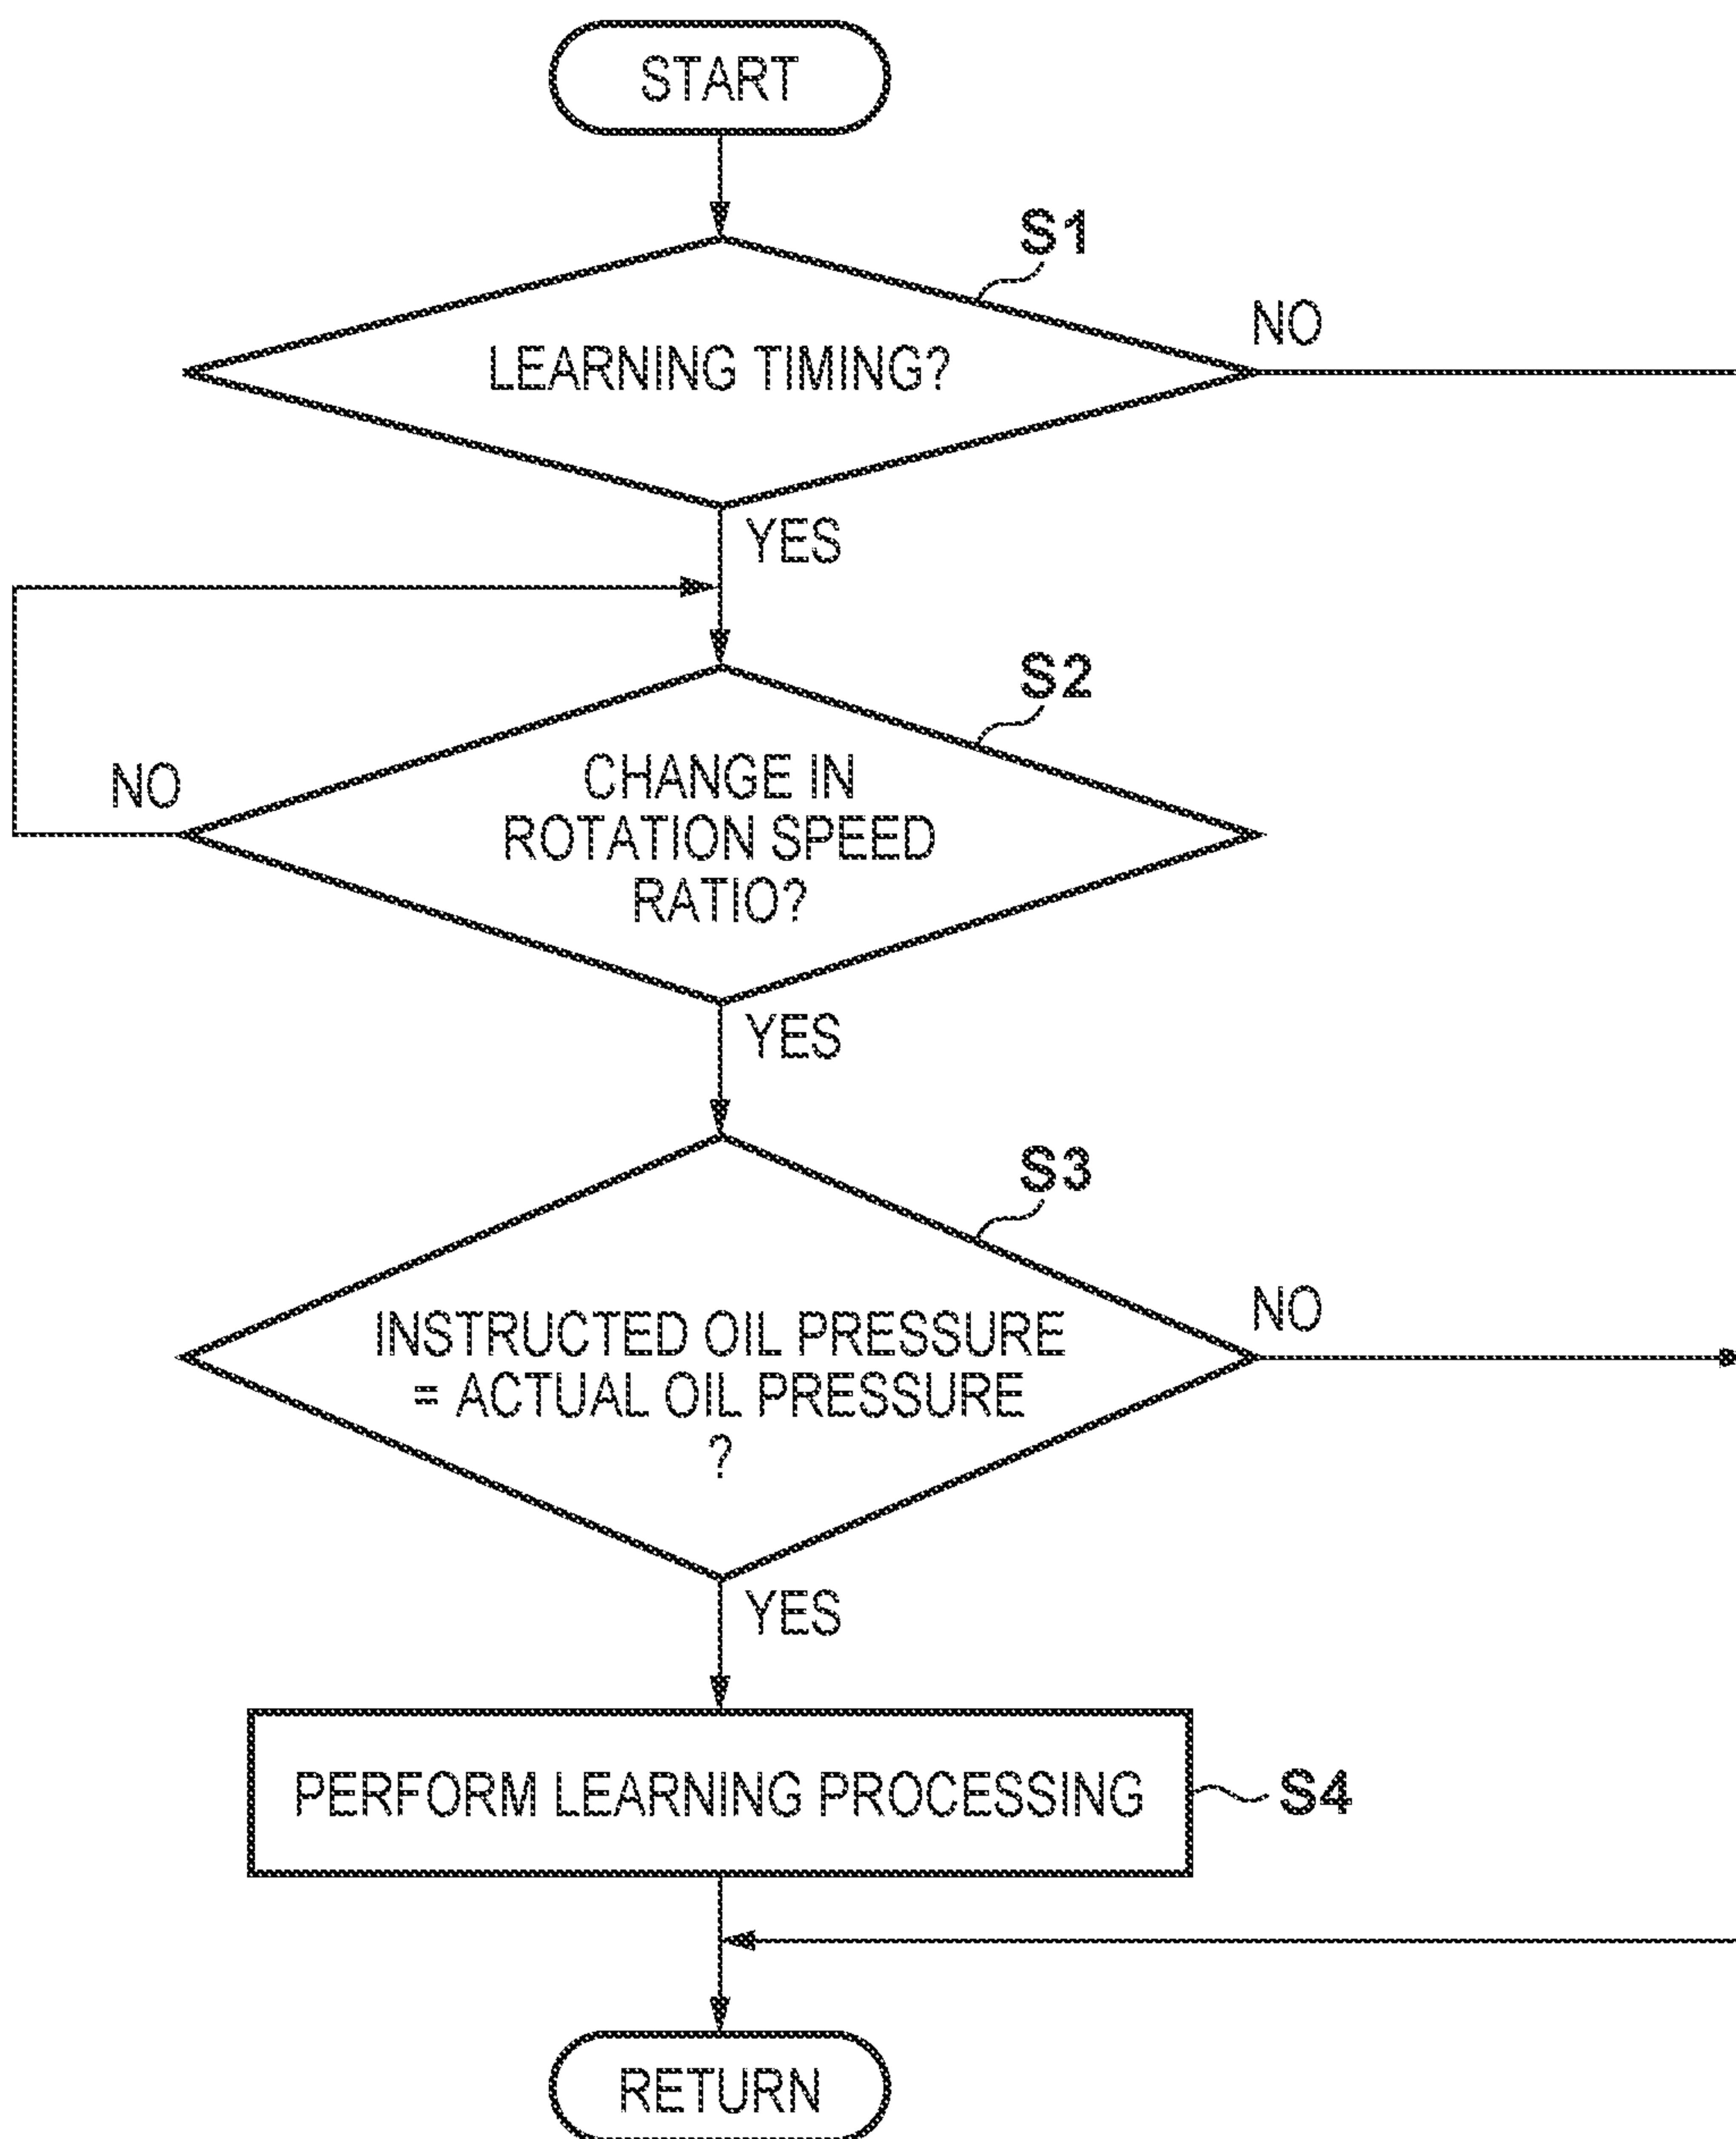 START
S1
LEARNING TIMING?
NO
YES
S2
NO
CHANGE IN
ROTATION SPEED
RATIO?
YES
S3
INSTRUCTED OIL PRESSURE
= ACTUAL OIL PRESSURE
?
NO
YES
PERFORM LEARNING PROCESSING
S4
RETURN